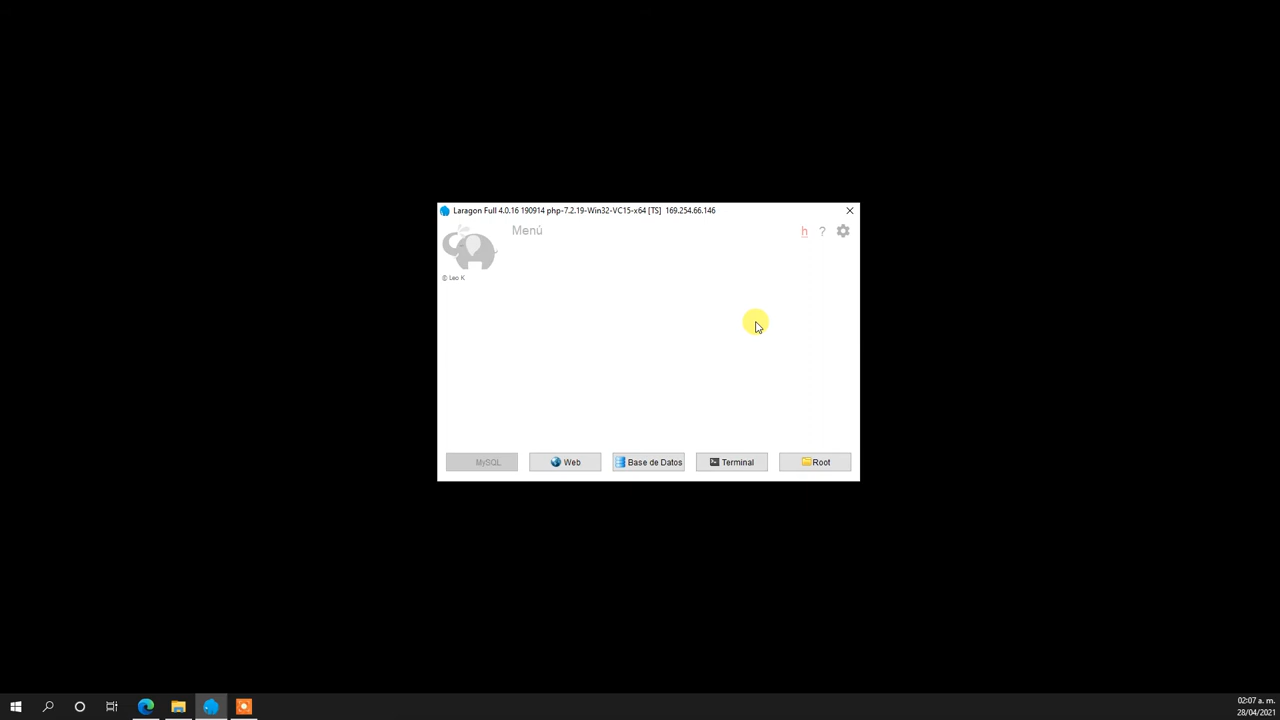 Laragon Full 4.0.16 190914 php-7.2.19-Win32-VC15-x64 [TS] 169.254.66.146
Menú
h ?
© Leo K
MySQL Web Base de Datos Terminal Root
02:07 a. m.
28/04/2021